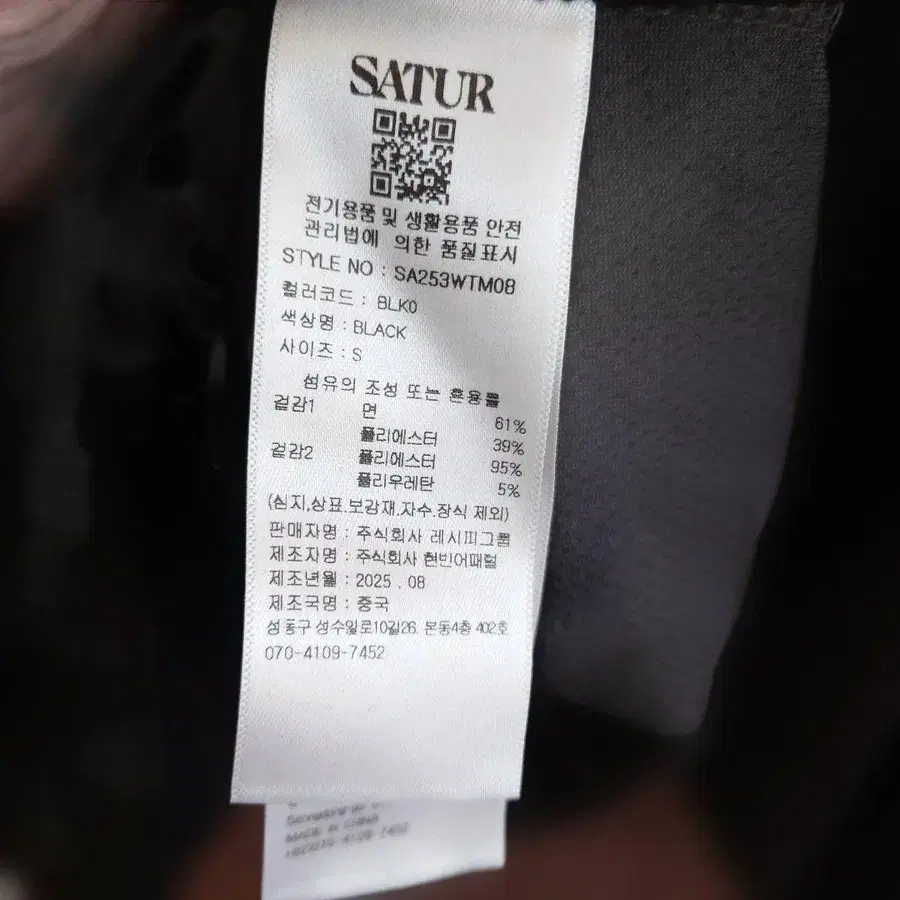 SATUR
전기용품 및 생활용품 안전
관리법에 의한 품질표시
STYLE NO : SA253WTM08
컬러코드 : BLK0
색상명 : BLACK
사이즈 : S
섬유의 조성 또는 혼용률
겉감1 면 61%
폴리에스터 39%
겉감2 폴리에스터 95%
폴리우레탄 5%
(심지,상표.보강재.자수.장식 제외)
판매자명 : 주식회사 레시피그룹
제조자명 : 주식회사 현빈어패럴
제조년월 : 2025 . 08
제조국명 : 중국
성동구 성수일로10길26. 본동4층 402호
070-4109-7452
MADE IN CHINA